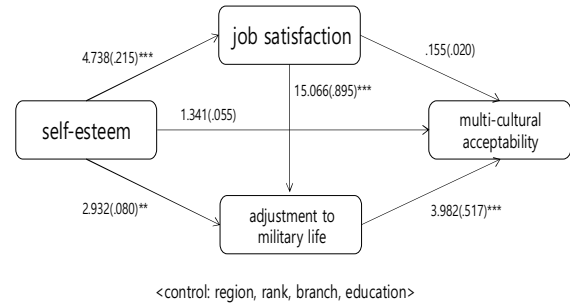 job satisfaction
4.738(.215)***
.155(.020)
15.066(.895)***
self-esteem
1.341(.055)
multi-cultural
acceptability
2.932(.080)**
adjustment to
military life
3.982(.517)***
<control: region, rank, branch, education>